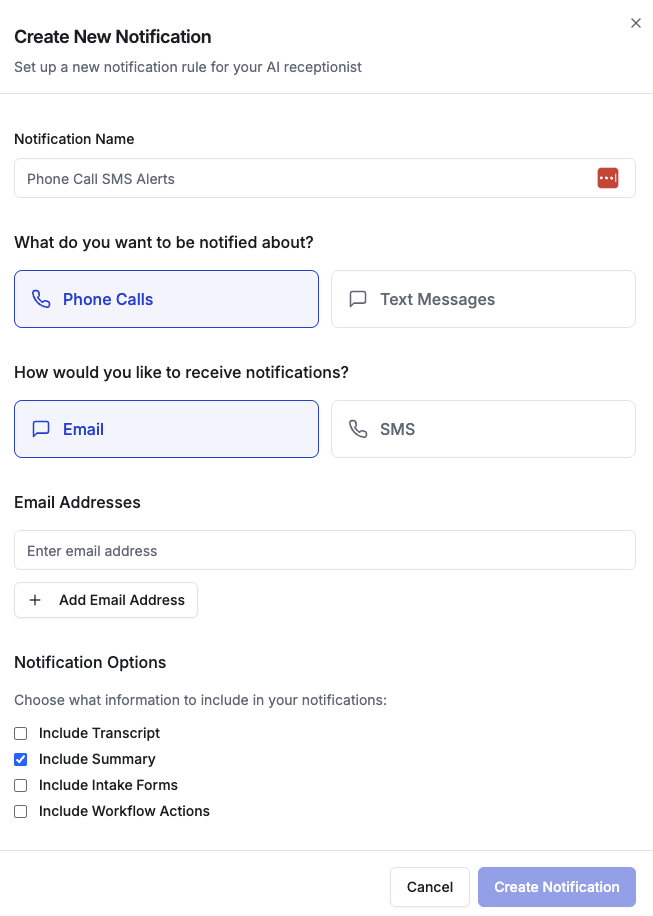 Create New Notification
Set up a new notification rule for your AI receptionist
Notification Name
Phone Call SMS Alerts
What do you want to be notified about?
Phone Calls
Text Messages
How would you like to receive notifications?
Email
SMS
Email Addresses
Enter email address
Add Email Address
Notification Options
Choose what information to include in your notifications:
Include Transcript
Include Summary
Include Intake Forms
Include Workflow Actions
Cancel
Create Notification